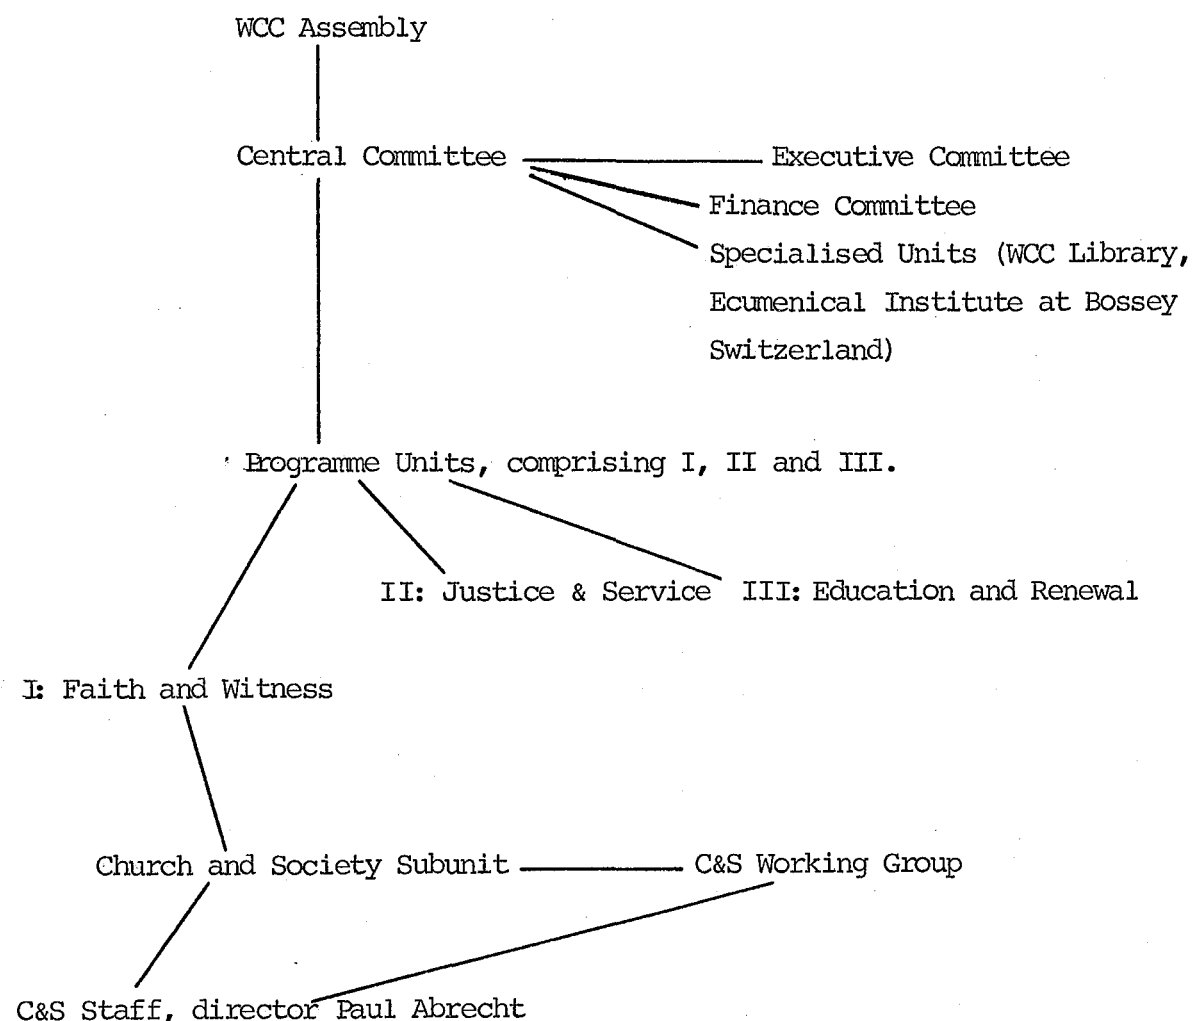 WCC Assembly
Central Committee
Executive Committee
Finance Committee
Specialised Units (WCC Library,
Ecumenical Institute at Bossey
Switzerland)
Programme Units, comprising I, II and III.
II: Justice & Service
III: Education and Renewal
I: Faith and Witness
Church and Society Subunit
C&S Working Group
C&S Staff, director Paul Abrecht